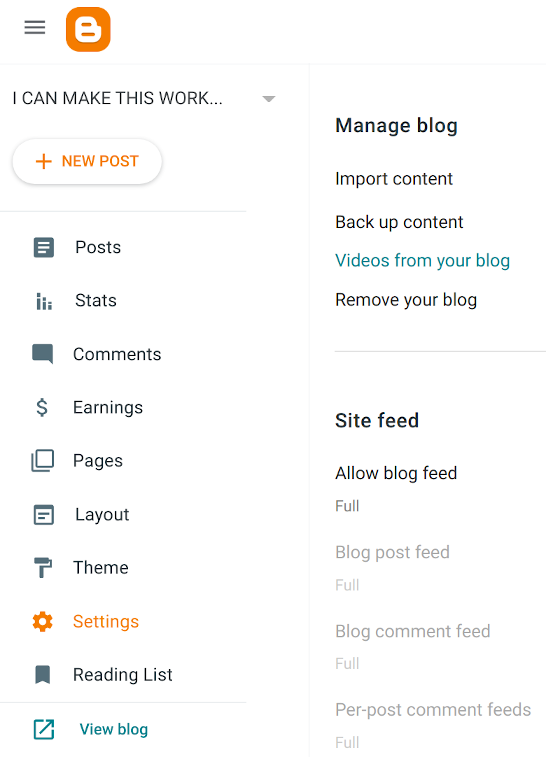 I CAN MAKE THIS WORK...
NEW POST
Posts
Stats
Comments
Earnings
Pages
Layout
Theme
Settings
Reading List
View blog
Manage blog
Import content
Back up content
Videos from your blog
Remove your blog
Site feed
Allow blog feed
Full
Blog post feed
Full
Blog comment feed
Full
Per-post comment feeds
Full